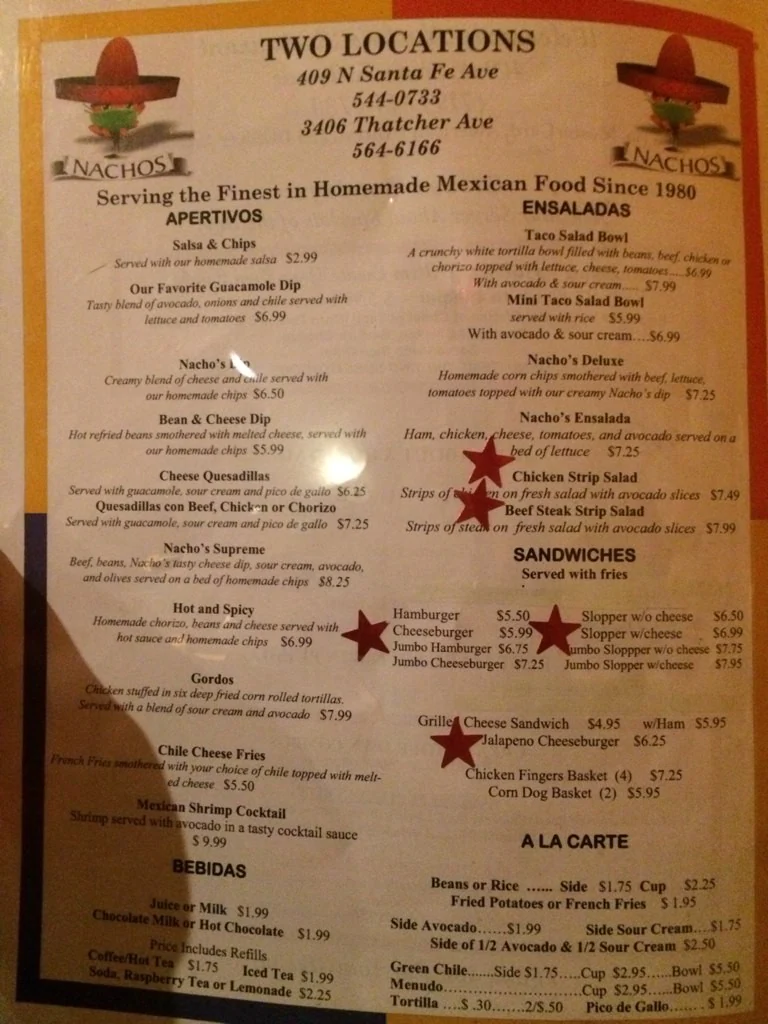 TWO LOCATIONS
409 N Santa Fe Ave
544-0733
3406 Thatcher Ave
564-6166
NACHOS
NACHOS
Serving the Finest in Homemade Mexican Food Since 1980
APERTIVOS
Salsa & Chips
Served with our homemade salsa $2.99
Our Favorite Guacamole Dip
Tasty blend of avocado, onions and chile served with
lettuce and tomatoes $6.99
Nacho's Dip
Creamy blend of cheese and chile served with
our homemade chips $6.50
Bean & Cheese Dip
Hot refried beans smothered with melted cheese, served with
our homemade chips $5.99
Cheese Quesadillas
Served with guacamole, sour cream and pico de gallo $6.25
Quesadillas con Beef, Chicken or Chorizo
Served with guacamole, sour cream and pico de gallo $7.25
Nacho's Supreme
Beef, beans, Nacho's tasty cheese dip, sour cream, avocado,
and olives served on a bed of homemade chips $8.25
Hot and Spicy
Homemade chorizo, beans and cheese served with
hot sauce and homemade chips $6.99
Gordos
Chicken stuffed in six deep fried corn rolled tortillas.
Served with a blend of sour cream and avocado $7.99
Chile Cheese Fries
French Fries smothered with your choice of chile topped with melt-
ed cheese $5.50
Mexican Shrimp Cocktail
Shrimp served with avocado in a tasty cocktail sauce
$ 9.99
BEBIDAS
Juice or Milk $1.99
Chocolate Milk or Hot Chocolate $1.99
Price Includes Refills
Coffee/Hot Tea $1.75 Iced Tea $1.99
Soda, Raspberry Tea or Lemonade $2.25
ENSALADAS
Taco Salad Bowl
A crunchy white tortilla bowl filled with beans, beef, chicken or
chorizo topped with lettuce, cheese, tomatoes.....$6.99
With avocado & sour cream..... $7.99
Mini Taco Salad Bowl
served with rice $5.99
With avocado & sour cream....$6.99
Nacho's Deluxe
Homemade corn chips smothered with beef, lettuce,
tomatoes topped with our creamy Nacho's dip $7.25
Nacho's Ensalada
Ham, chicken, cheese, tomatoes, and avocado served on a
bed of lettuce $7.25
Chicken Strip Salad
Strips of chicken on fresh salad with avocado slices $7.49
Beef Steak Strip Salad
Strips of steak on fresh salad with avocado slices $7.99
SANDWICHES
Served with fries
Hamburger $5.50 Slopper w/o cheese $6.50
Cheeseburger $5.99 Slopper w/cheese $6.99
Jumbo Hamburger $6.75 Jumbo Sloppper w/o cheese $7.75
Jumbo Cheeseburger $7.25 Jumbo Slopper w/cheese $7.95
Grilled Cheese Sandwich $4.95 w/Ham $5.95
Jalapeno Cheeseburger $6.25
Chicken Fingers Basket (4) $7.25
Corn Dog Basket (2) $5.95
A LA CARTE
Beans or Rice ...... Side $1.75 Cup $2.25
Fried Potatoes or French Fries $ 1.95
Side Avocado......$1.99 Side Sour Cream....$1.75
Side of 1/2 Avocado & 1/2 Sour Cream $2.50
Green Chile.......Side $1.75.....Cup $2.95......Bowl $5.50
Menudo.................................Cup $2.95......Bowl $5.50
Tortilla ....$ .30.......2/$.50 Pico de Gallo...... $ 1.99